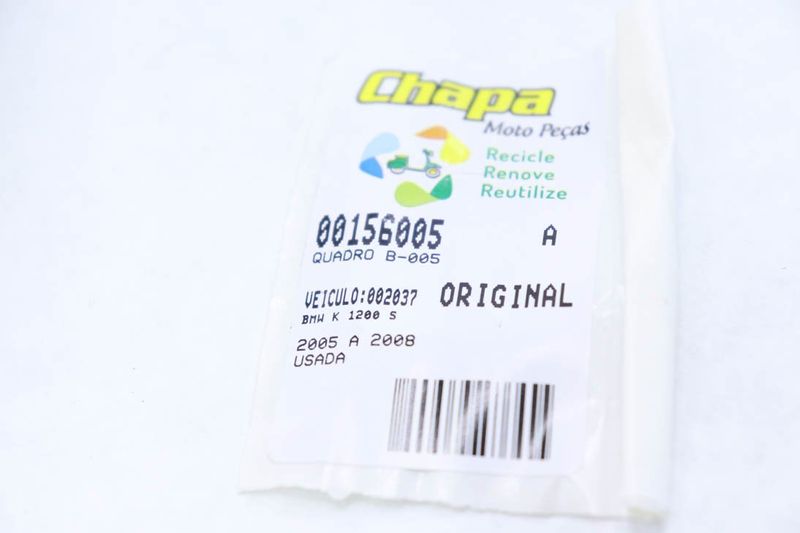 Chapa
Moto Peças
Recicle
Renove
Reutilize
00156005 A
QUADRO B-005
VEICULO:002037 ORIGINAL
BMW K 1200 S
2005 A 2008
USADA